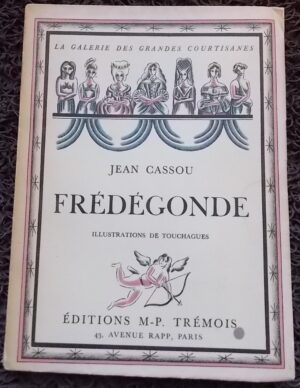 LA GALERIE DES GRANDES COURTISANES
JEAN CASSOU
FRÉDÉGONDE
ILLUSTRATIONS DE TOUCHAGUES
ÉDITIONS M-P. TRÉMOIS
43, AVENUE RAPP, PARIS